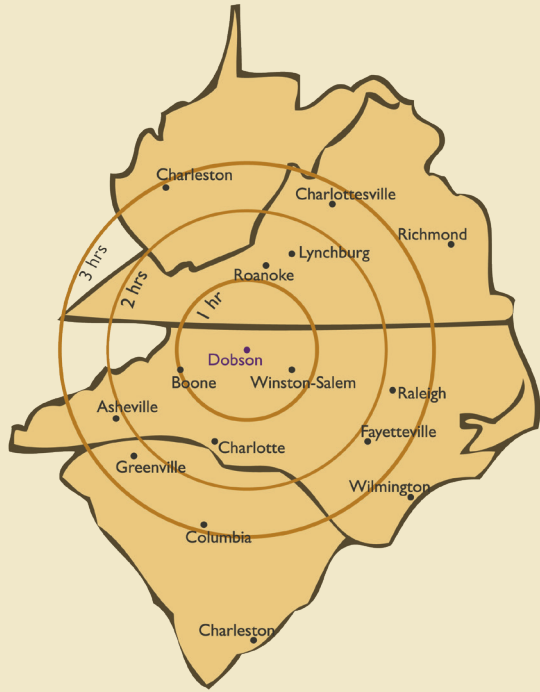 Charleston
Charlottesville
Richmond
Lynchburg
3 hrs
Roanoke
2 hrs
1 hr
Dobson
Boone
Winston-Salem
Raleigh
Asheville
Fayetteville
Charlotte
Greenville
Wilmington
Columbia
Charleston